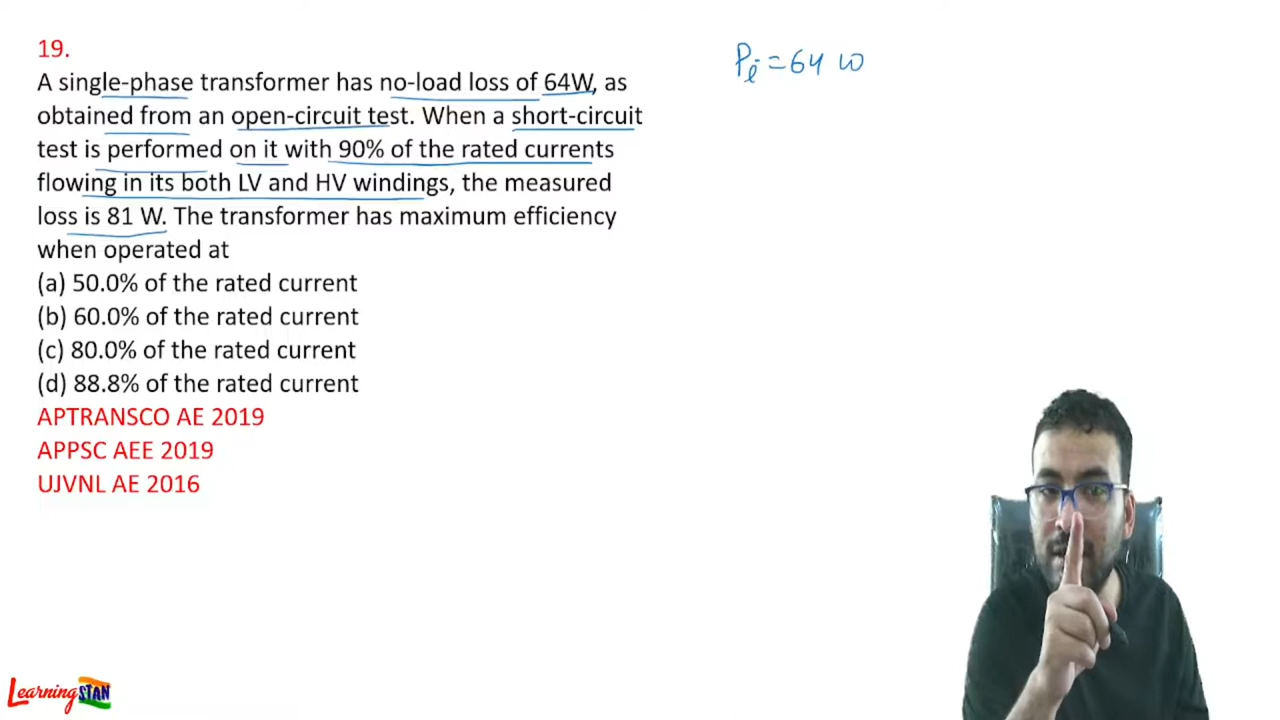 19.
A single-phase transformer has no-load loss of 64W, as
obtained from an open-circuit test. When a short-circuit
test is performed on it with 90% of the rated currents
flowing in its both LV and HV windings, the measured
loss is 81 W. The transformer has maximum efficiency
when operated at
(a) 50.0% of the rated current
(b) 60.0% of the rated current
(c) 80.0% of the rated current
(d) 88.8% of the rated current
APTRANSCO AE 2019
APPSC AEE 2019
UJVNL AE 2016
Pi = 64 W
Learning STAN